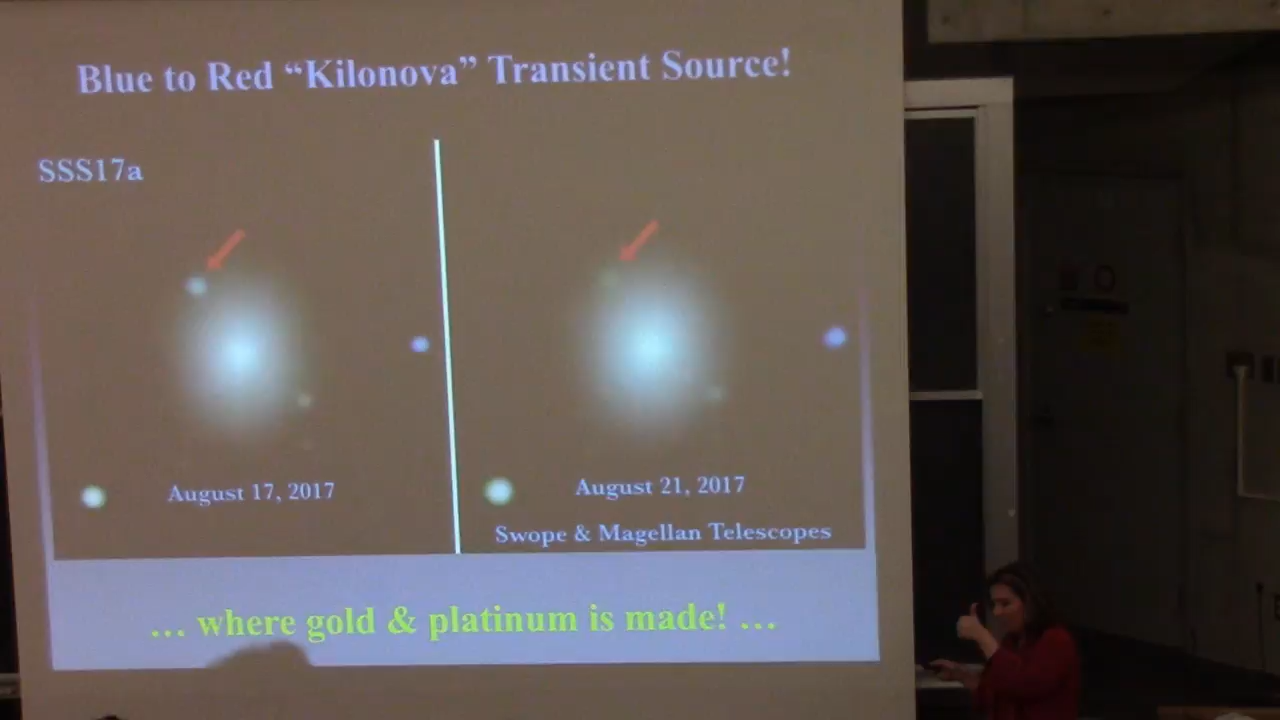 Blue to Red “Kilonova” Transient Source!
SSS17a
August 17, 2017
August 21, 2017
Swope & Magellan Telescopes
... where gold & platinum is made! ...